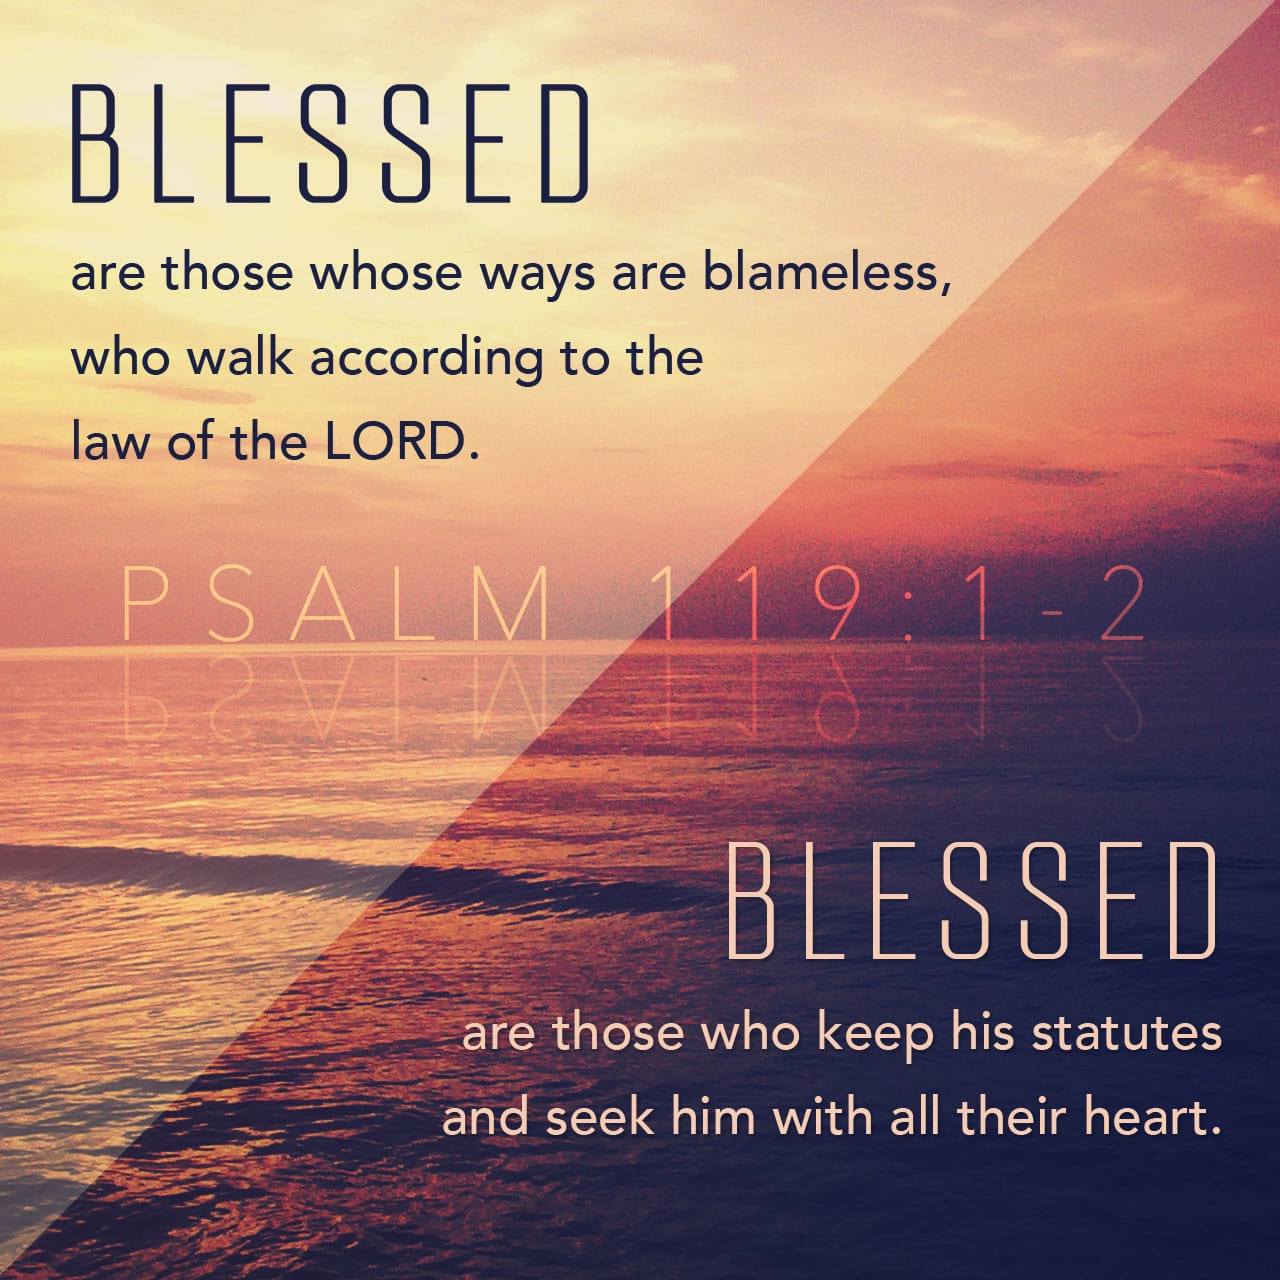 BLESSED
are those whose ways are blameless,
who walk according to the
law of the LORD.
PSALM 119:1-2
BLESSED
are those who keep his statutes
and seek him with all their heart.